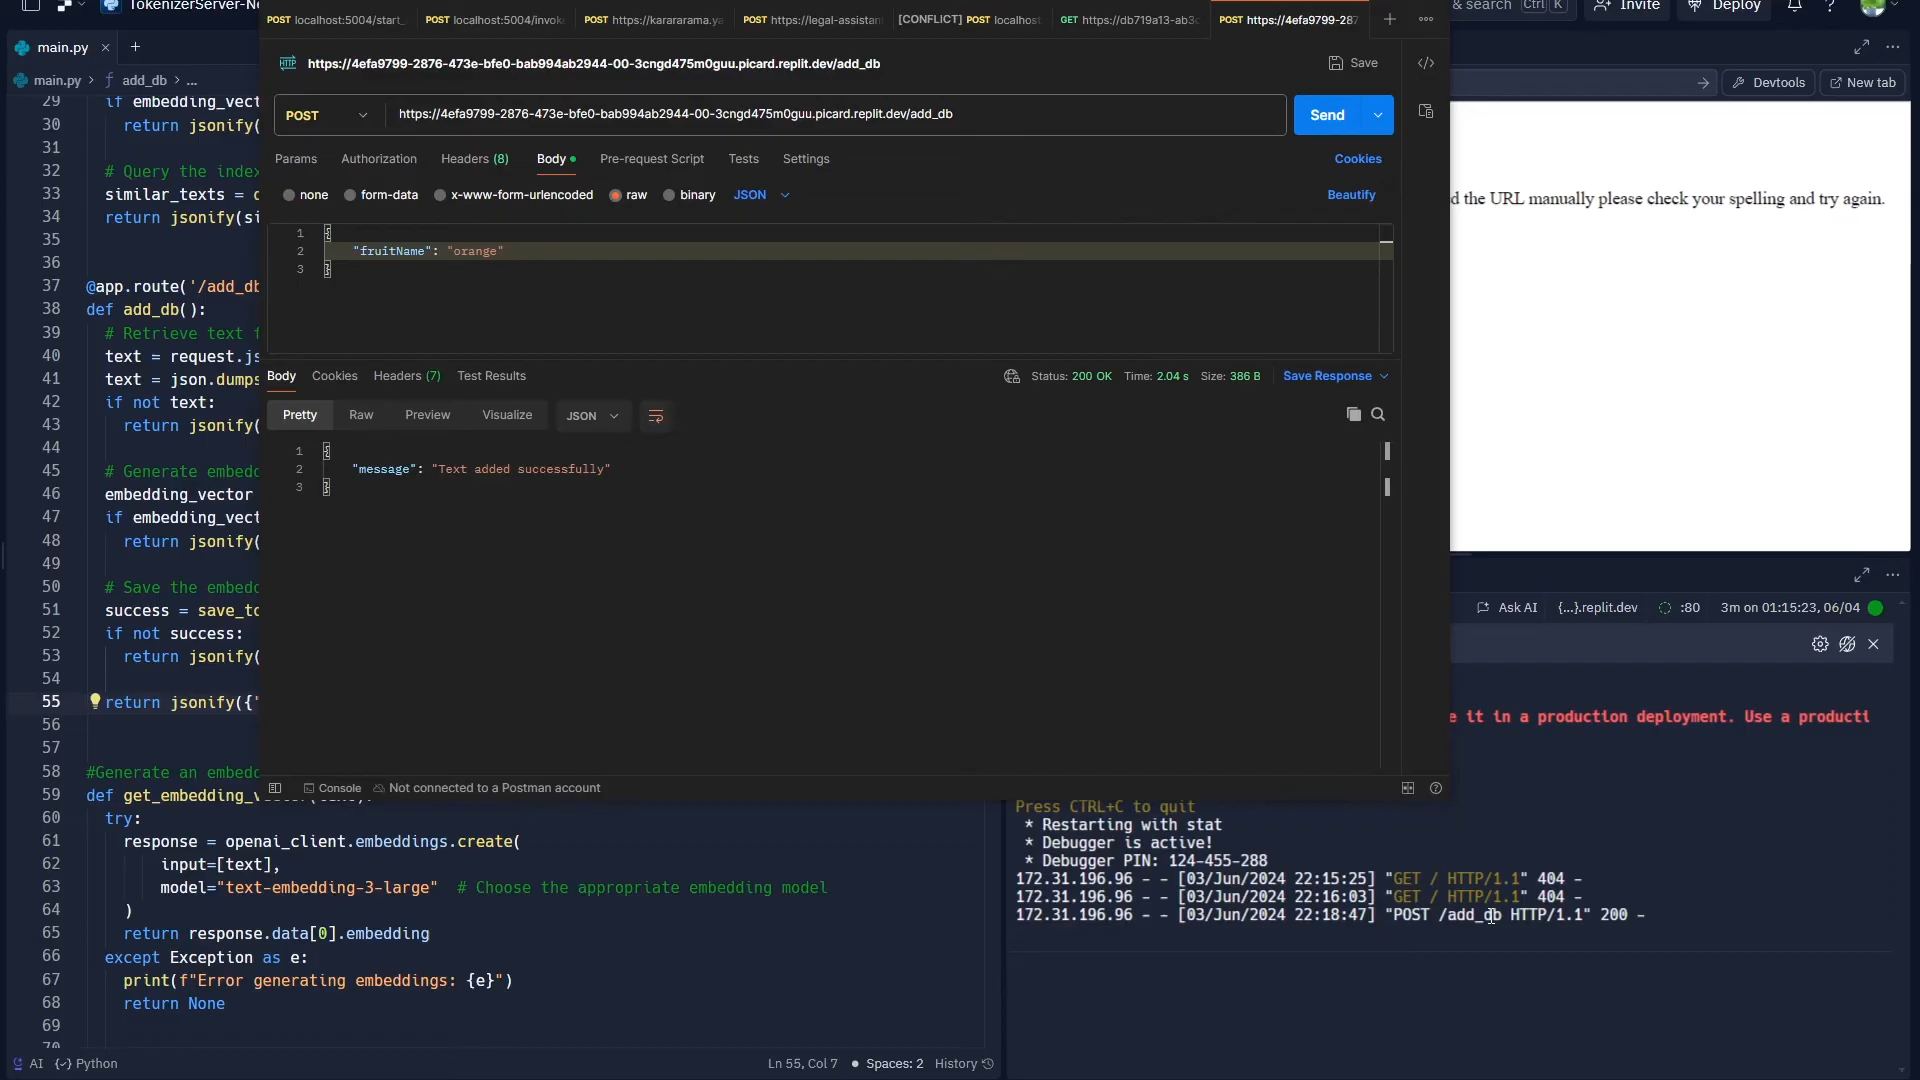 TokenizerServer-Ne
& search Ctrl K Invite Deploy
main.py
main.py > add_db > ...
29 if embedding_vect
30 return jsonify(
31
32 # Query the index
33 similar_texts =
34 return jsonify(si
35
36
37 @app.route('/add_db
38 def add_db():
39 # Retrieve text f
40 text = request.js
41 text = json.dumps
42 if not text:
43 return jsonify(
44
45 # Generate embedd
46 embedding_vector
47 if embedding_vect
48 return jsonify(
49
50 # Save the embedd
51 success = save_to
52 if not success:
53 return jsonify(
54
55 return jsonify({"
56
57
58 #Generate an embedd
59 def get_embedding_v
60 try:
61 response = openai_client.embeddings.create(
62 input=[text],
63 model="text-embedding-3-large" # Choose the appropriate embedding model
64 )
65 return response.data[0].embedding
66 except Exception as e:
67 print(f"Error generating embeddings: {e}")
68 return None
69
70
AI {} Python
Ln 55, Col 7 • Spaces: 2 History
POST localhost:5004/start_
POST localhost:5004/invok
POST https://karararama.ya
POST https://legal-assistan
[CONFLICT] POST localhost
GET https://db719a13-ab3
POST https://4efa9799-287
HTTP https://4efa9799-2876-473e-bfe0-bab994ab2944-00-3cngd475m0guu.picard.replit.dev/add_db
Save
POST https://4efa9799-2876-473e-bfe0-bab994ab2944-00-3cngd475m0guu.picard.replit.dev/add_db
Send
Params Authorization Headers (8) Body Pre-request Script Tests Settings Cookies
none form-data x-www-form-urlencoded raw binary JSON Beautify
1 {
2 "fruitName": "orange"
3 }
Body Cookies Headers (7) Test Results
Status: 200 OK Time: 2.04 s Size: 386 B Save Response
Pretty Raw Preview Visualize JSON
1 {
2 "message": "Text added successfully"
3 }
Console Not connected to a Postman account
Devtools New tab
d the URL manually please check your spelling and try again.
Ask AI {...}.replit.dev :80 3m on 01:15:23, 06/04
e it in a production deployment. Use a producti
Press CTRL+C to quit
* Restarting with stat
* Debugger is active!
* Debugger PIN: 124-455-288
172.31.196.96 - - [03/Jun/2024 22:15:25] "GET / HTTP/1.1" 404 -
172.31.196.96 - - [03/Jun/2024 22:16:03] "GET / HTTP/1.1" 404 -
172.31.196.96 - - [03/Jun/2024 22:18:47] "POST /add_db HTTP/1.1" 200 -